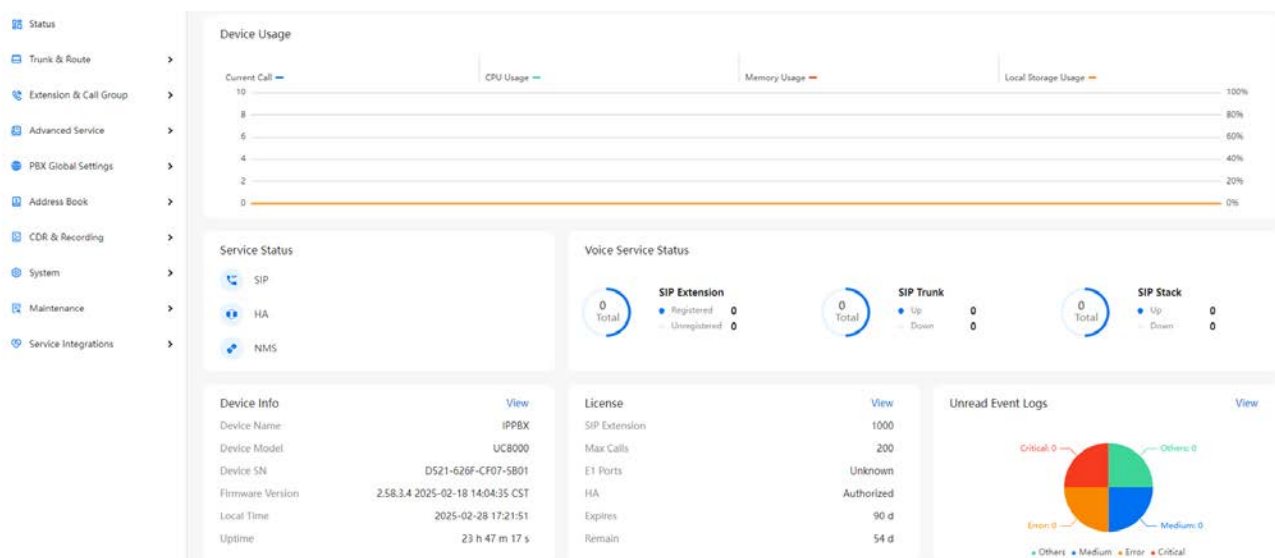 Status
Trunk & Route
Extension & Call Group
Advanced Service
PBX Global Settings
Address Book
CDR & Recording
System
Maintenance
Service Integrations
Device Usage
Current Call
CPU Usage
Memory Usage
Local Storage Usage
10 100%
8 80%
6 60%
4 40%
2 20%
0 0%
Service Status
SIP
HA
NMS
Voice Service Status
0
Total
SIP Extension
Registered 0
Unregistered 0
0
Total
SIP Trunk
Up 0
Down 0
0
Total
SIP Stack
Up 0
Down 0
Device Info View
Device Name IPPBX
Device Model UC8000
Device SN D521-626F-CF07-5B01
Firmware Version 2.58.3.4 2025-02-18 14:04:35 CST
Local Time 2025-02-28 17:21:51
Uptime 23 h 47 m 17 s
License View
SIP Extension 1000
Max Calls 200
E1 Ports Unknown
HA Authorized
Expires 90 d
Remain 54 d
Unread Event Logs View
Critical: 0 Others: 0
Error: 0 Medium: 0
Others Medium Error Critical